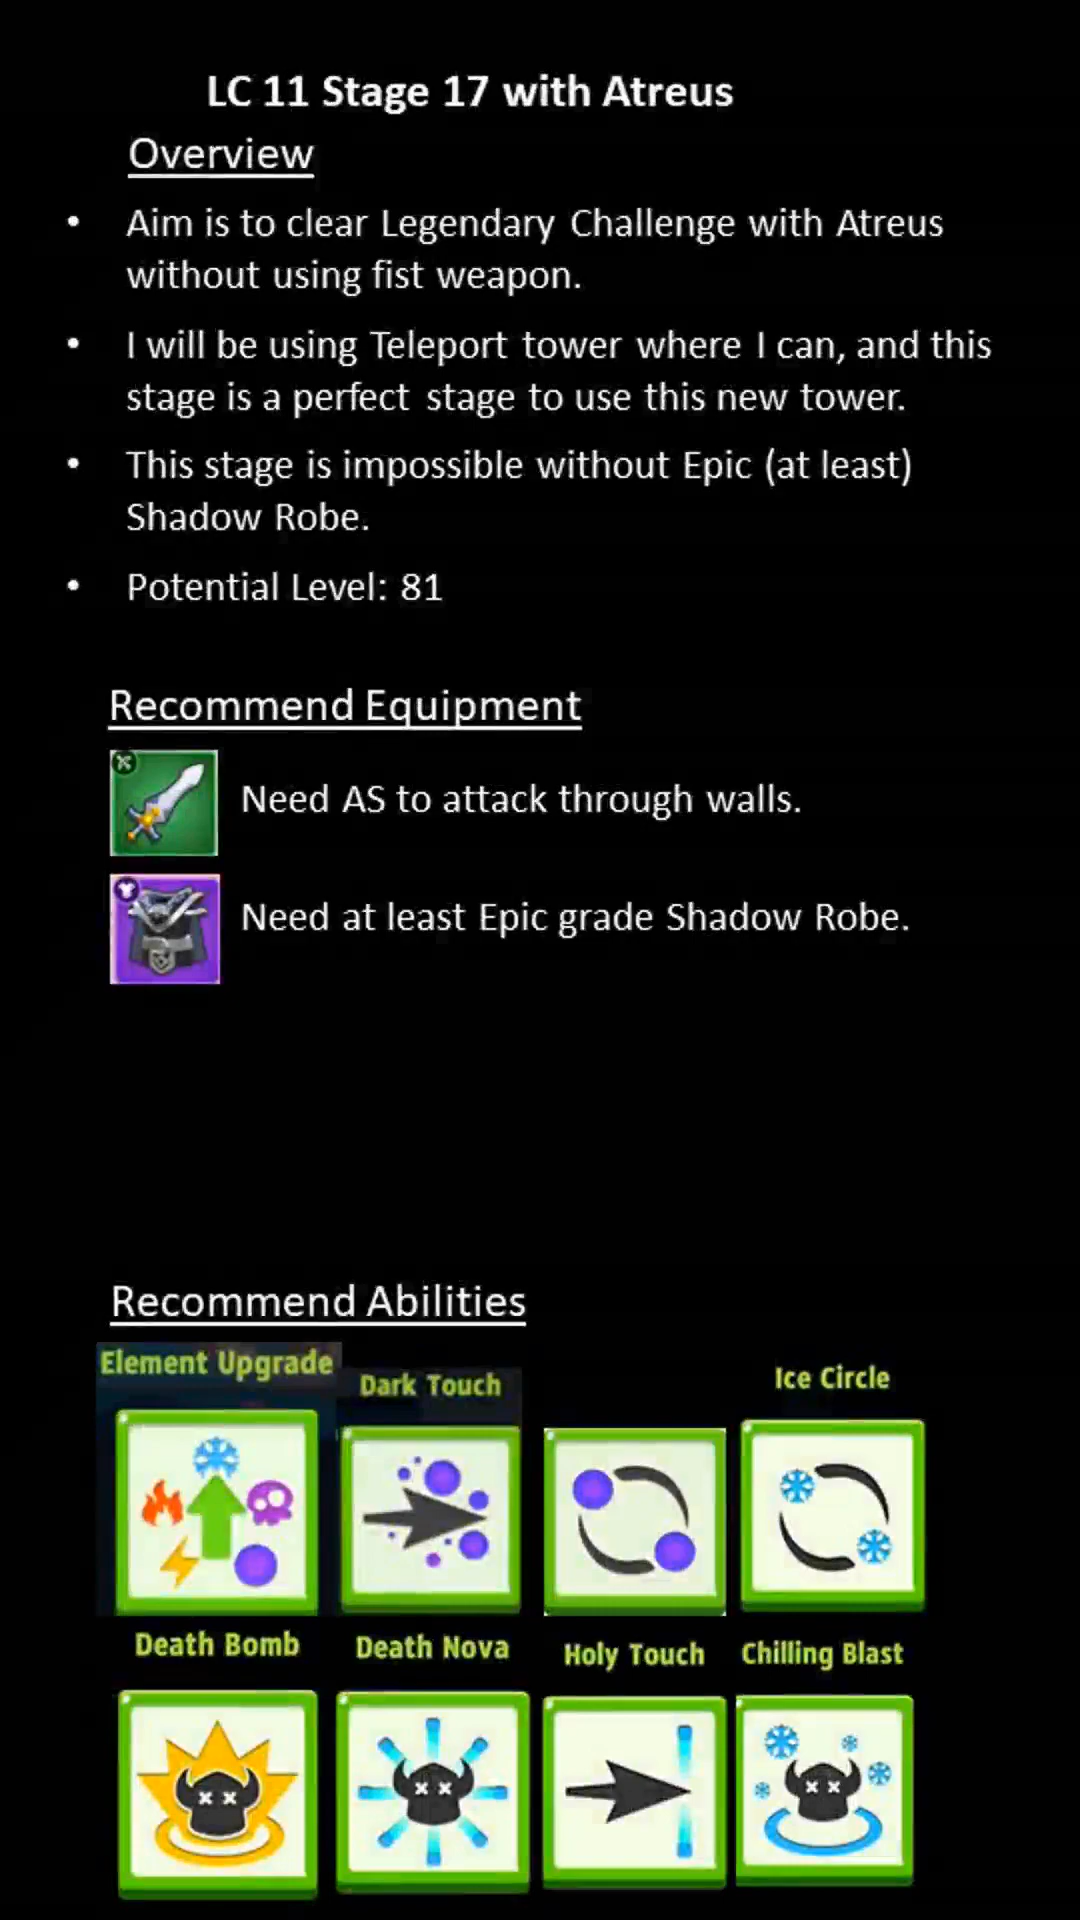 LC 11 Stage 17 with Atreus
Overview
• Aim is to clear Legendary Challenge with Atreus
without using fist weapon.
• I will be using Teleport tower where I can, and this
stage is a perfect stage to use this new tower.
• This stage is impossible without Epic (at least)
Shadow Robe.
• Potential Level: 81
Recommend Equipment
Need AS to attack through walls.
Need at least Epic grade Shadow Robe.
Recommend Abilities
Element Upgrade
Dark Touch
Ice Circle
Death Bomb
Death Nova
Holy Touch
Chilling Blast